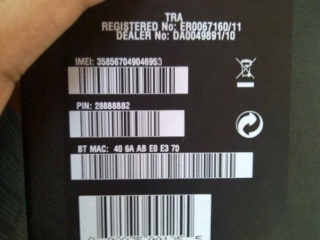 TRA
REGISTERED No: ER0067160/11
DEALER No: DA0049891/10
IMEI: 358567049046953
PIN: 28888882
BT MAC: 40 6A AB E0 E3 70